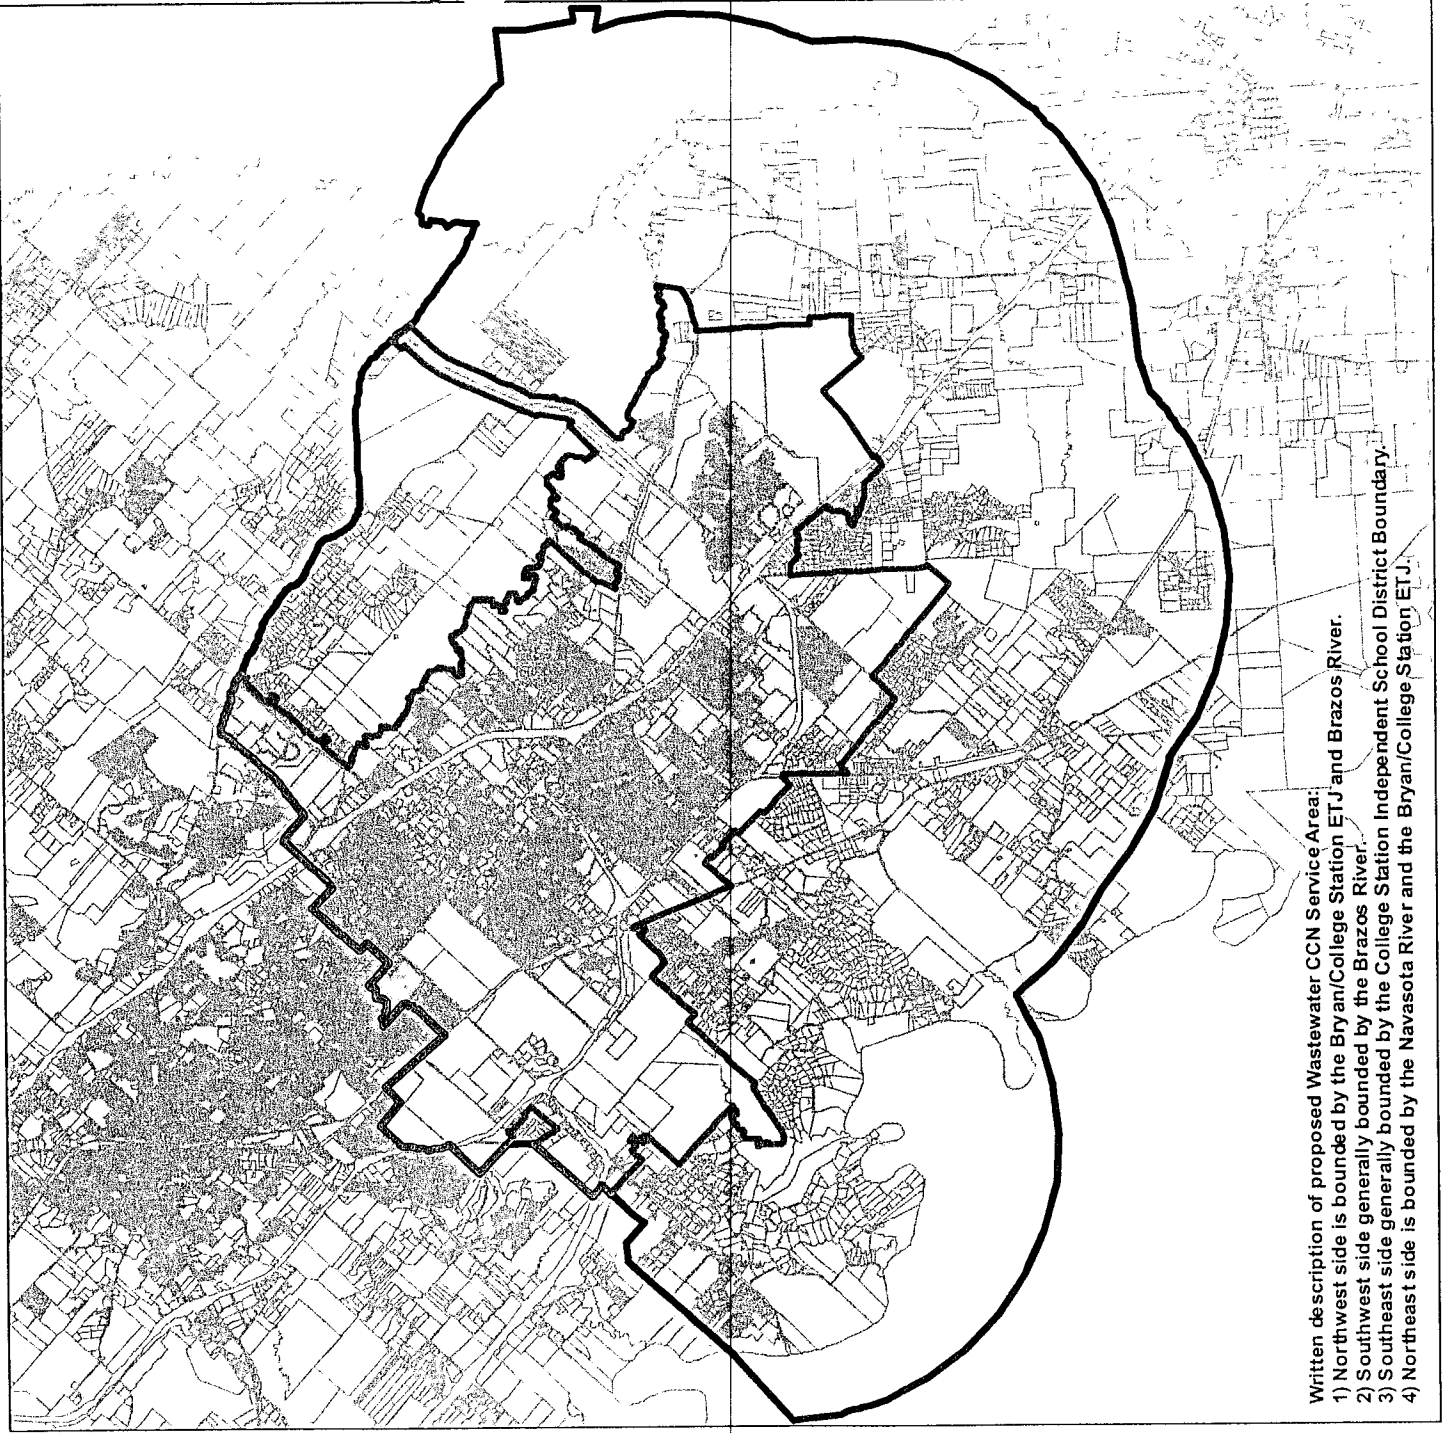 Written description of proposed Wastewater CCN Service Area:
1) Northwest side is bounded by the Bryan/College Station ETJ and Brazos River.
2) Southwest side generally bounded by the Brazos River.
3) Southeast side generally bounded by the College Station Independent School District Boundary.
4) Northeast side is bounded by the Navasota River and the Bryan/College Station ETJ.